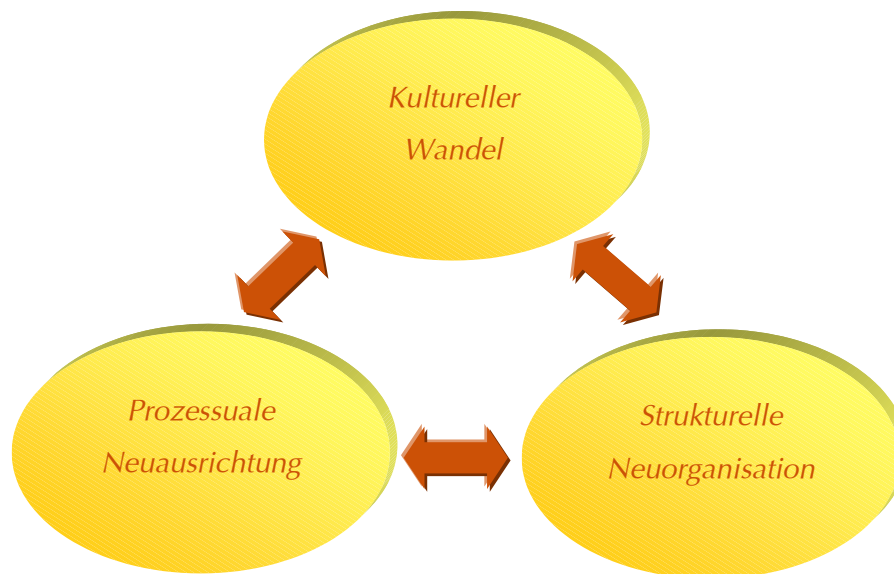 Kultureller
Wandel
Prozessuale
Neuausrichtung
Strukturelle
Neuorganisation